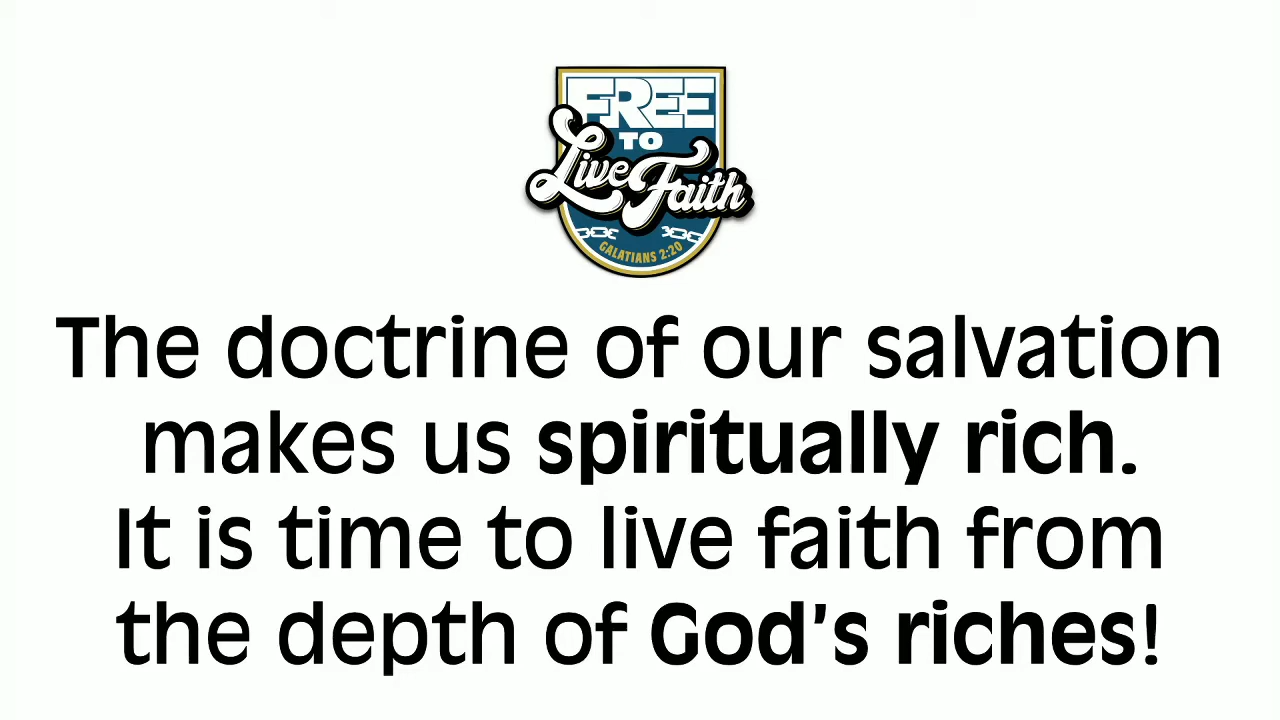 FREE
TO
Live Faith
GALATIANS 2:20
The doctrine of our salvation
makes us spiritually rich.
It is time to live faith from
the depth of God’s riches!